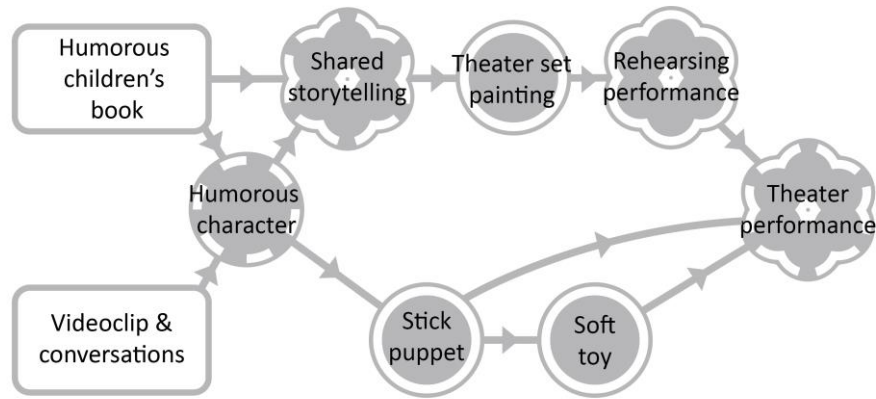 Humorous
children's
book
Shared
storytelling
Theater set
painting
Rehearsing
performance
Humorous
character
Theater
performance
Videoclip &
conversations
Stick
puppet
Soft
toy